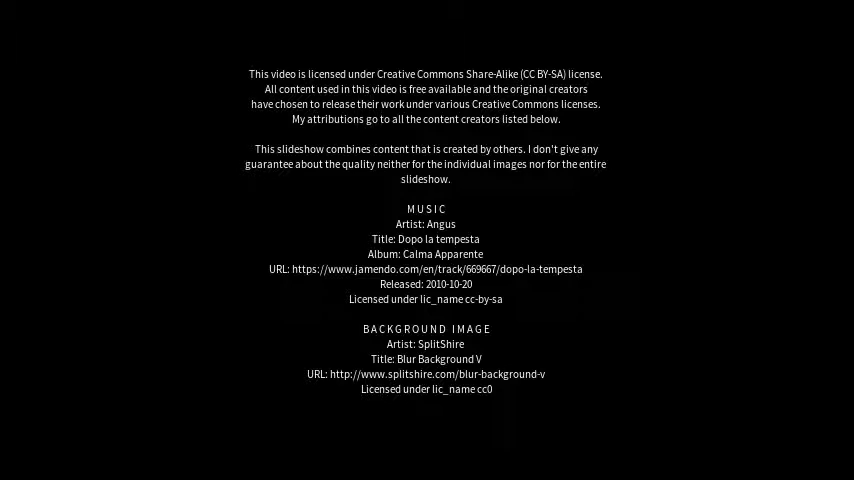 This video is licensed under Creative Commons Share-Alike (CC BY-SA) license.
All content used in this video is free available and the original creators
have chosen to release their work under various Creative Commons licenses.
My attributions go to all the content creators listed below.
This slideshow combines content that is created by others. I don't give any
guarantee about the quality neither for the individual images nor for the entire
slideshow.
MUSIC
Artist: Angus
Title: Dopo la tempesta
Album: Calma Apparente
URL: https://www.jamendo.com/en/track/669667/dopo-la-tempesta
Released: 2010-10-20
Licensed under lic_name cc-by-sa
BACKGROUND IMAGE
Artist: SplitShire
Title: Blur Background V
URL: http://www.splitshire.com/blur-background-v
Licensed under lic_name cc0